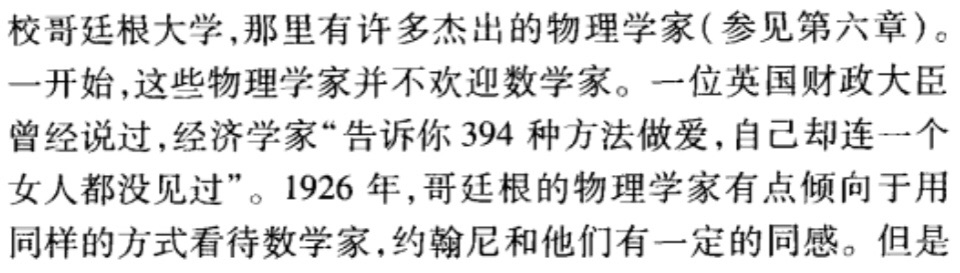 校哥廷根大学,那里有许多杰出的物理学家(参见第六章)。
一开始,这些物理学家并不欢迎数学家。一位英国财政大臣
曾经说过,经济学家“告诉你 394 种方法做爱,自己却连一个
女人都没见过”。1926 年,哥廷根的物理学家有点倾向于用
同样的方式看待数学家,约翰尼和他们有一定的同感。但是